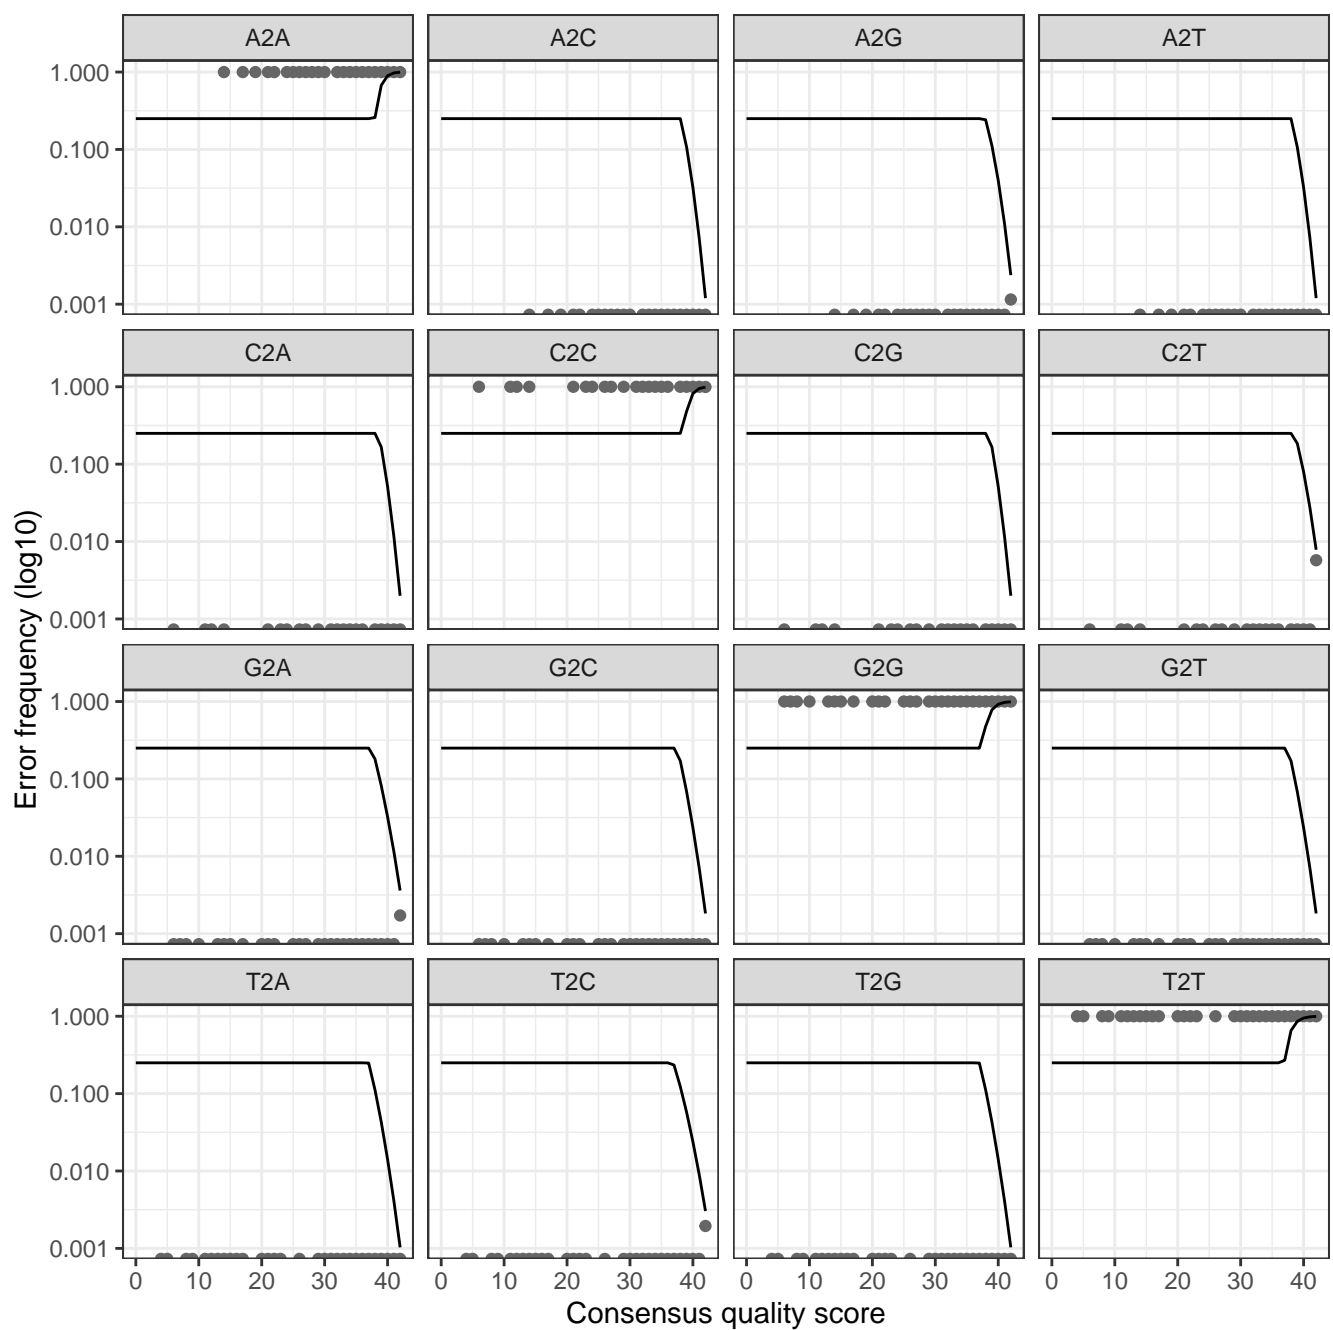 A2A A2C A2G A2T
1.000
0.100
0.010
0.001
C2A C2C C2G C2T
1.000
0.100
0.010
0.001
G2A G2C G2G G2T
1.000
0.100
0.010
0.001
T2A T2C T2G T2T
1.000
0.100
0.010
0.001
0 10 20 30 40 0 10 20 30 40 0 10 20 30 40 0 10 20 30 40
Consensus quality score
Error frequency (log10)